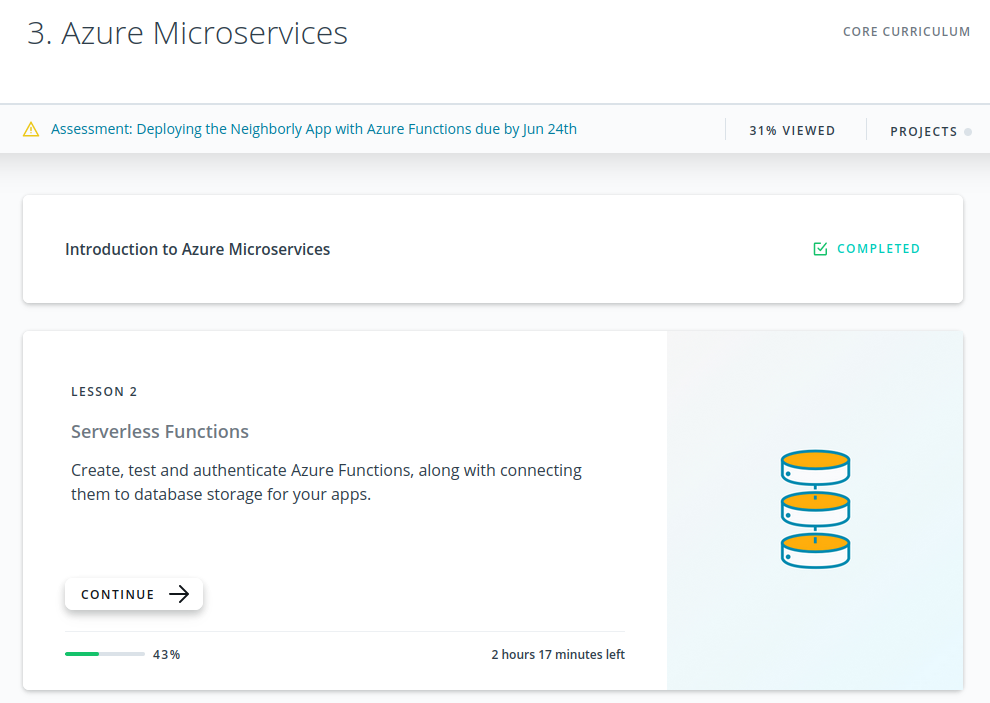 3. Azure Microservices
CORE CURRICULUM
Assessment: Deploying the Neighborly App with Azure Functions due by Jun 24th
31% VIEWED
PROJECTS
Introduction to Azure Microservices
COMPLETED
LESSON 2
Serverless Functions
Create, test and authenticate Azure Functions, along with connecting
them to database storage for your apps.
CONTINUE
43%
2 hours 17 minutes left